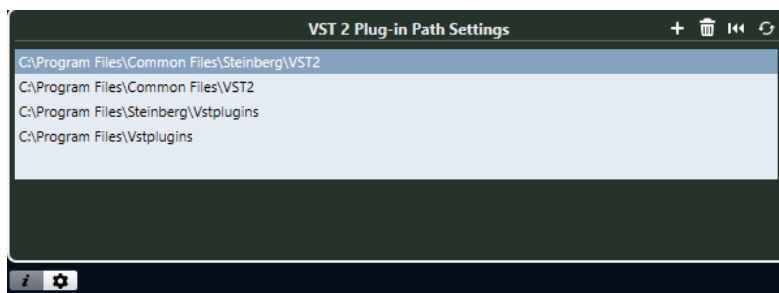 VST 2 Plug-in Path Settings
C:\Program Files\Common Files\Steinberg\VST2
C:\Program Files\Common Files\VST2
C:\Program Files\Steinberg\Vstplugins
C:\Program Files\Vstplugins
i